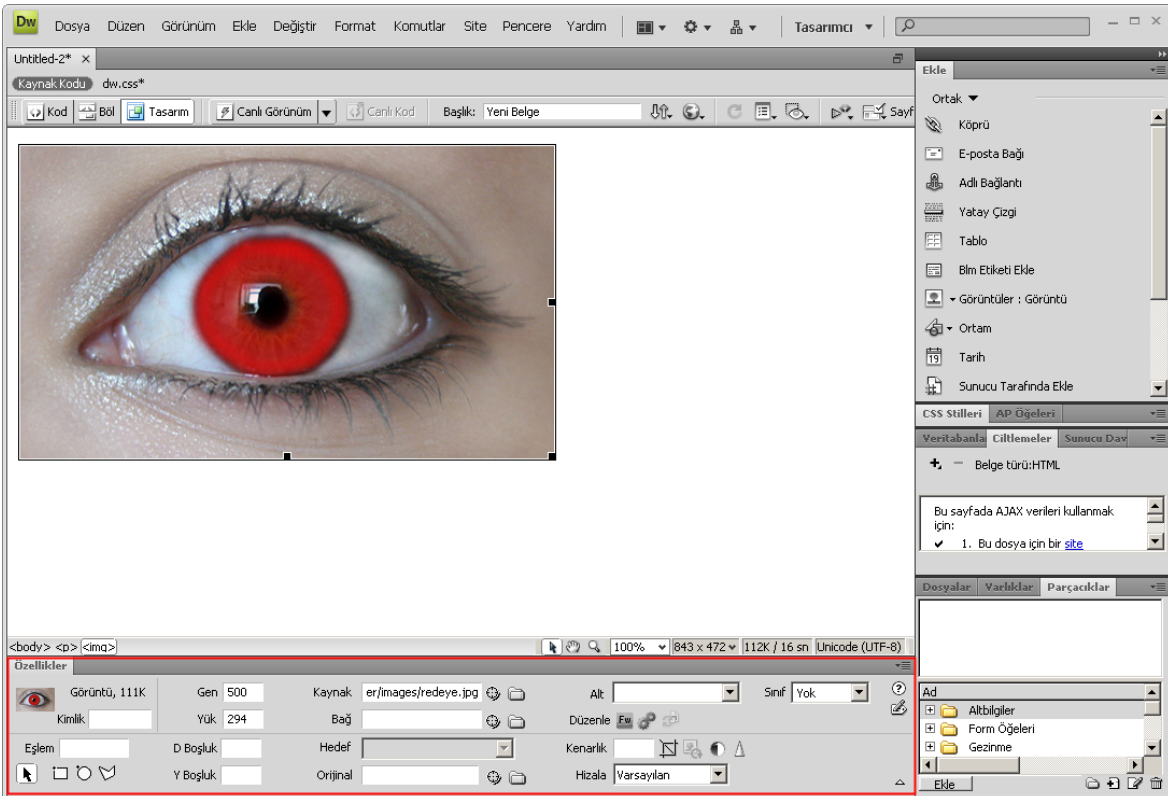 Dw Dosya Düzen Görünüm Ekle Değiştir Format Komutlar Site Pencere Yardım Tasarımcı
Untitled-2*
Kaynak Kodu dw.css*
Kod Böl Tasarım Canlı Görünüm Canlı Kod Başlık: Yeni Belge Sayf
Ekle
Ortak
Köprü
E-posta Bağı
Adlı Bağlantı
Yatay Çizgi
Tablo
Blm Etiketi Ekle
Görüntüler : Görüntü
Ortam
19 Tarih
Sunucu Tarafında Ekle
CSS Stilleri AP Öğeleri
Veritabanla Ciltlemeler Sunucu Dav
Belge türü:HTML
Bu sayfada AJAX verileri kullanmak
için:
1. Bu dosya için bir site
Dosyalar Varlıklar Parçacıklar
Ad
Altbilgiler
Form Öğeleri
Gezinme
Ekle
<body> <p> <img> 100% 843 x 472 112K / 16 sn Unicode (UTF-8)
Özellikler
Görüntü, 111K Gen 500 Kaynak er/images/redeye.jpg Alt Sınıf Yok
Kimlik Yük 294 Bağ Düzenle Fw
Eşlem D Boşluk Hedef Kenarlık
Y Boşluk Orijinal Hizala Varsayılan